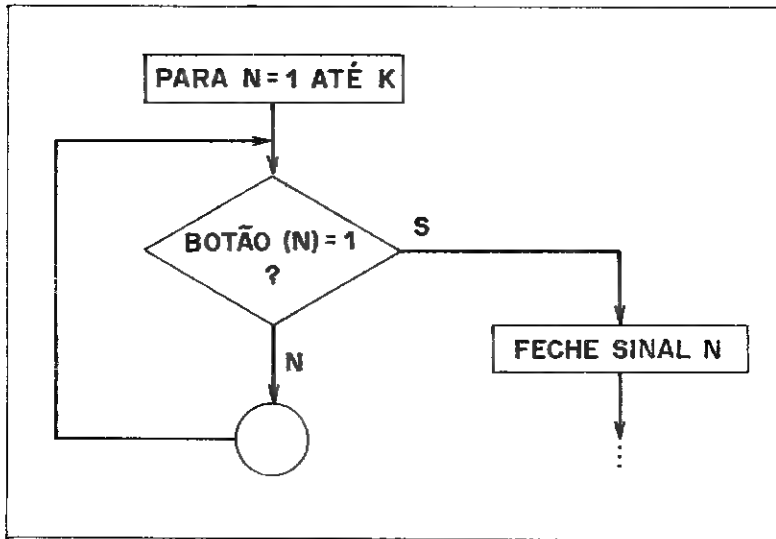 PARA N = 1 ATÉ K
BOTÃO (N) = 1
?
S
N
FECHE SINAL N
⋮